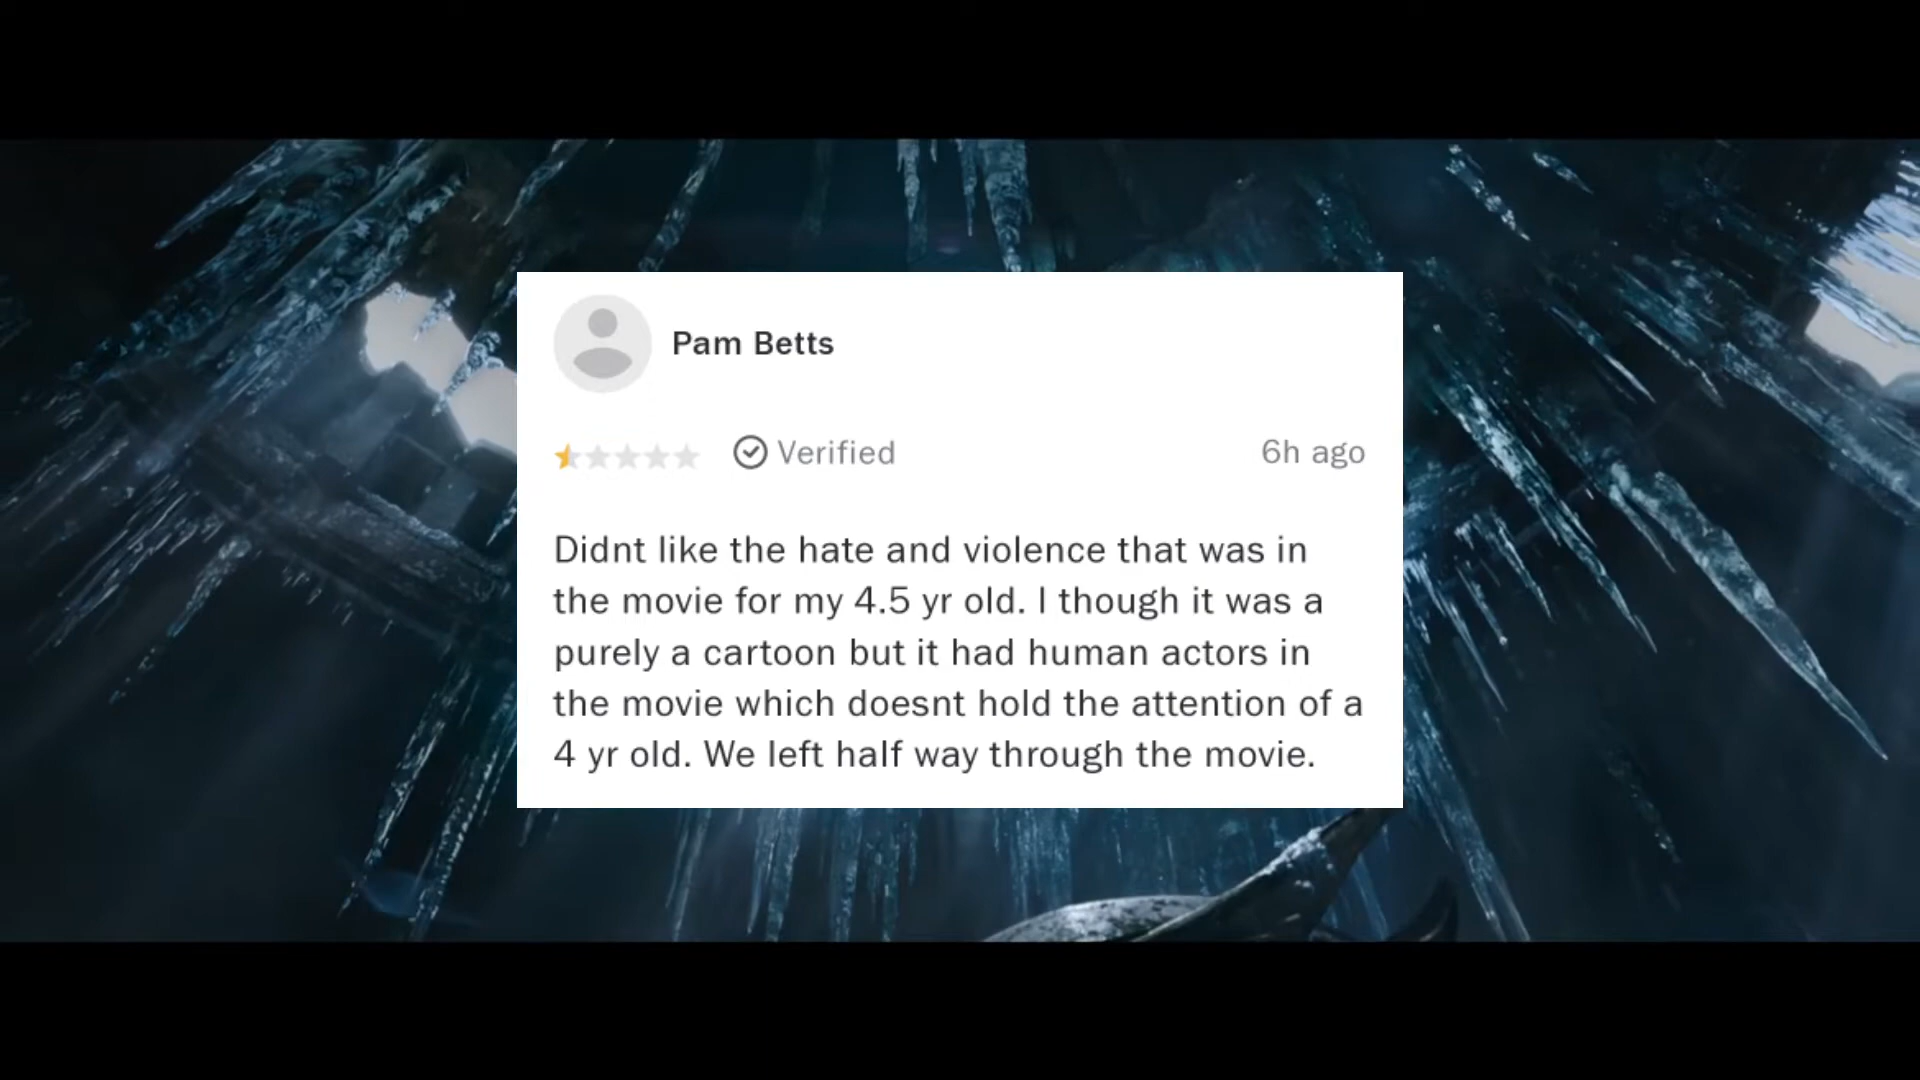 Pam Betts
Verified
6h ago
Didnt like the hate and violence that was in
the movie for my 4.5 yr old. I though it was a
purely a cartoon but it had human actors in
the movie which doesnt hold the attention of a
4 yr old. We left half way through the movie.